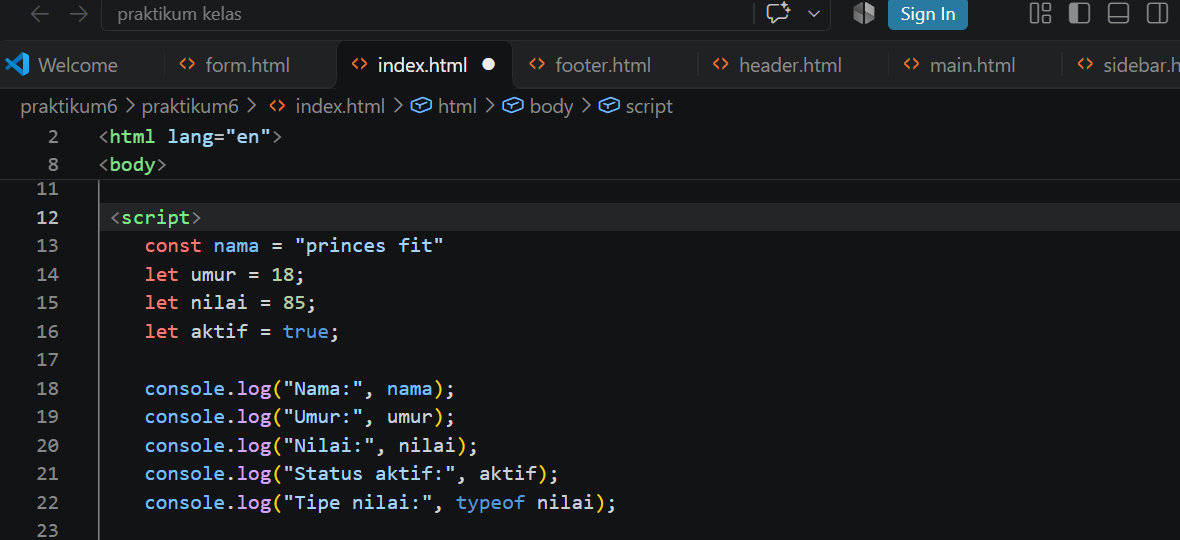 praktikum kelas
Sign In
Welcome
<> form.html
<> index.html
<> footer.html
<> header.html
<> main.html
<> sidebar.h
praktikum6 > praktikum6 > <> index.html > html > body > script
2 <html lang="en">
8 <body>
11
12 <script>
13 const nama = "princes fit"
14 let umur = 18;
15 let nilai = 85;
16 let aktif = true;
17
18 console.log("Nama:", nama);
19 console.log("Umur:", umur);
20 console.log("Nilai:", nilai);
21 console.log("Status aktif:", aktif);
22 console.log("Tipe nilai:", typeof nilai);
23